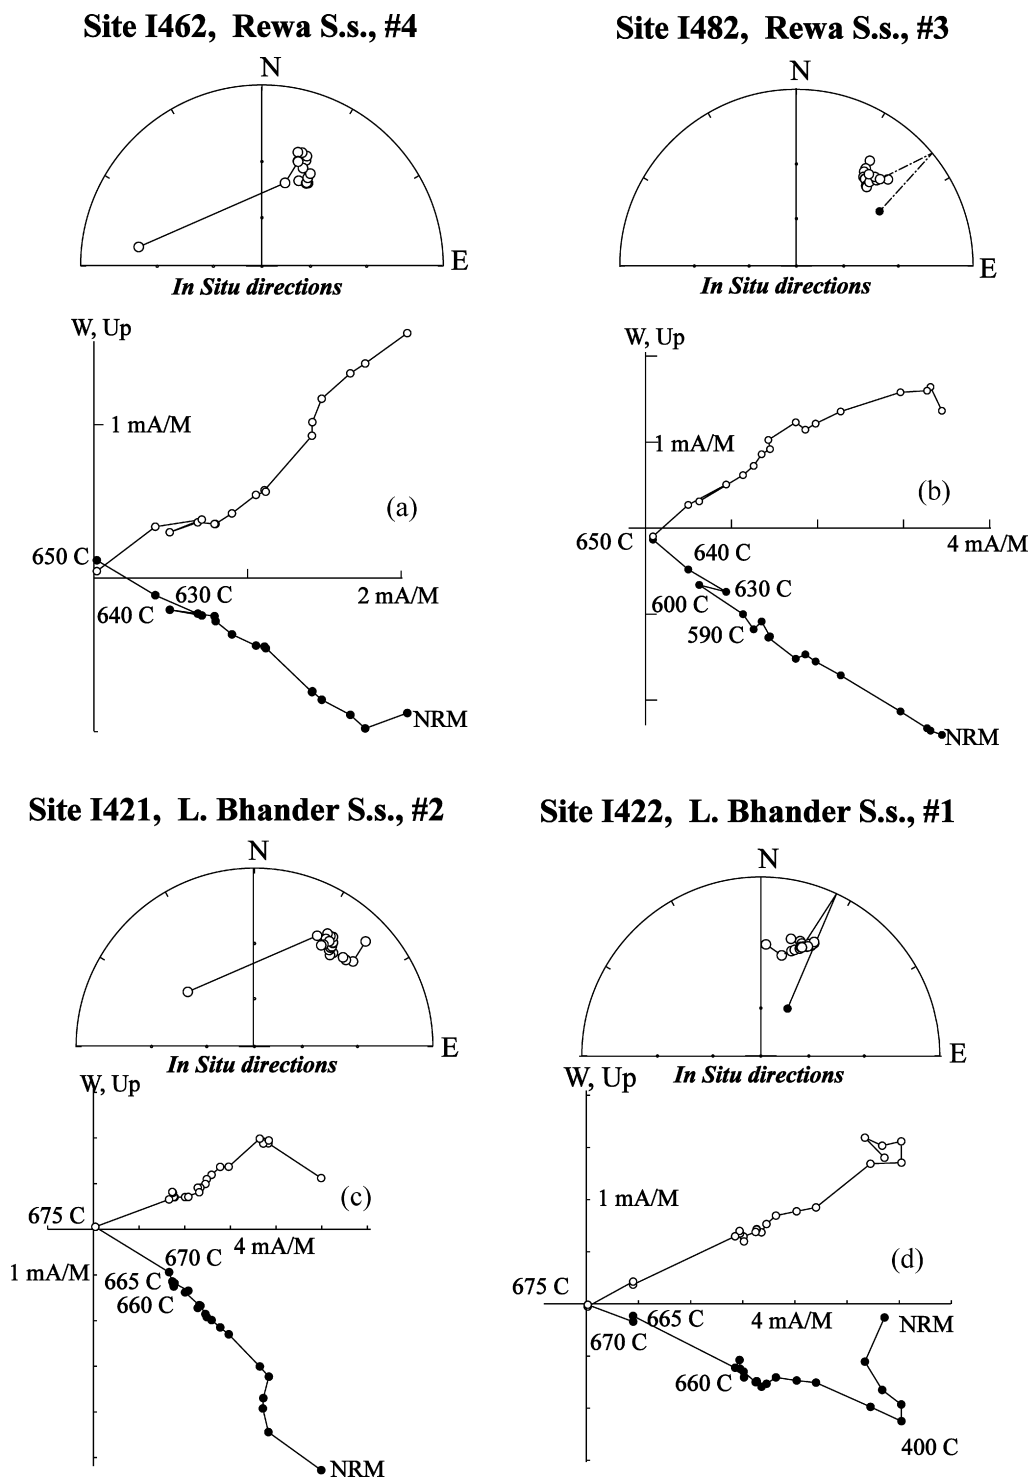 Site I462, Rewa S.s., #4
N
E
In Situ directions
W, Up
1 mA/M
(a)
650 C
630 C
2 mA/M
640 C
NRM
Site I482, Rewa S.s., #3
N
E
In Situ directions
W, Up
1 mA/M
(b)
650 C
640 C
4 mA/M
630 C
600 C
590 C
NRM
Site I421, L. Bhander S.s., #2
N
E
In Situ directions
W, Up
(c)
675 C
4 mA/M
670 C
1 mA/M
665 C
660 C
NRM
Site I422, L. Bhander S.s., #1
N
E
In Situ directions
W, Up
1 mA/M
(d)
675 C
665 C
4 mA/M
NRM
670 C
660 C
400 C